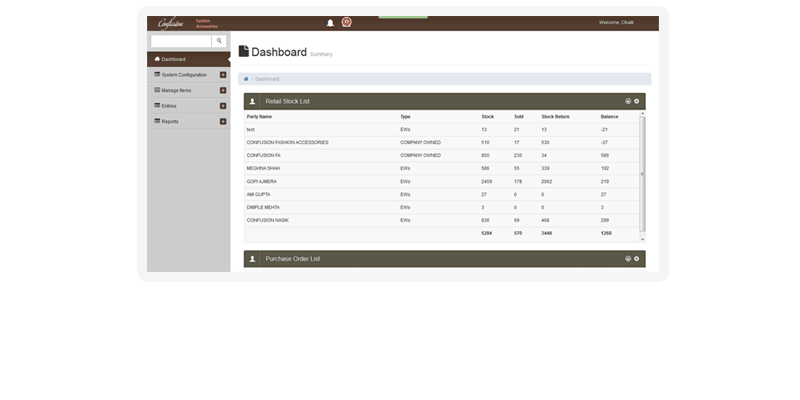 Confusion Fashion
Accessories
Welcome, Chaiti
Dashboard Summary
Dashboard
System Configuration
Manage Items
Entries
Reports
Dashboard
Retail Stock List
Party Name Type Stock Sold Stock Return Balance
test EWs 13 21 13 -21
CONFUSION FASHION ACCESSORIES COMPANY OWNED 510 17 530 -37
CONFUSION FA COMPANY OWNED 850 230 34 586
MEGHNA SHAH EWs 586 55 339 192
GOPI AJMERA EWs 2459 178 2062 219
AMI GUPTA EWs 27 0 0 27
DIMPLE MEHTA EWs 3 0 0 3
CONFUSION NASIK EWs 836 69 468 299
5284 570 3446 1268
Purchase Order List